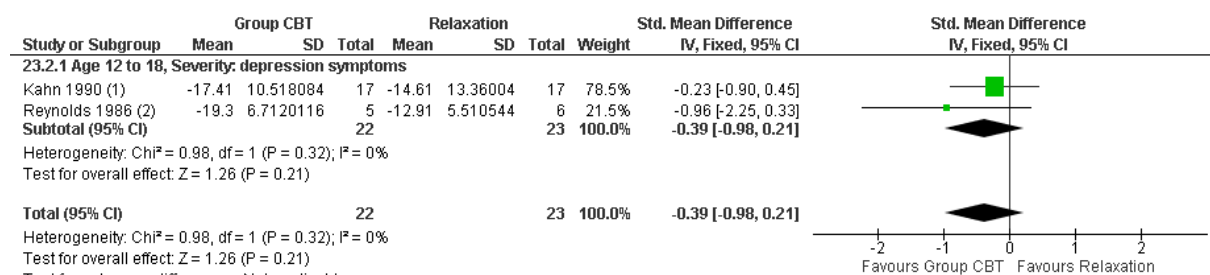 Group CBT Relaxation Std. Mean Difference Std. Mean Difference
Study or Subgroup Mean SD Total Mean SD Total Weight IV, Fixed, 95% CI IV, Fixed, 95% CI
23.2.1 Age 12 to 18, Severity: depression symptoms
Kahn 1990 (1) -17.41 10.518084 17 -14.61 13.36004 17 78.5% -0.23 [-0.90, 0.45]
Reynolds 1986 (2) -19.3 6.7120116 5 -12.91 5.510544 6 21.5% -0.96 [-2.25, 0.33]
Subtotal (95% CI) 22 23 100.0% -0.39 [-0.98, 0.21]
Heterogeneity: Chi² = 0.98, df = 1 (P = 0.32); I² = 0%
Test for overall effect: Z = 1.26 (P = 0.21)
Total (95% CI) 22 23 100.0% -0.39 [-0.98, 0.21]
Heterogeneity: Chi² = 0.98, df = 1 (P = 0.32); I² = 0%
Test for overall effect: Z = 1.26 (P = 0.21)
-2 -1 0 1 2
Favours Group CBT Favours Relaxation